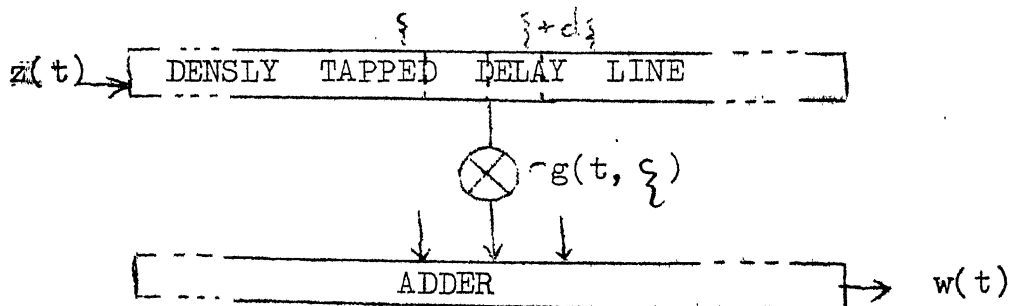 ξ ξ+dξ
z(t) DENSLY TAPPED DELAY LINE
g(t, ξ)
ADDER
w(t)